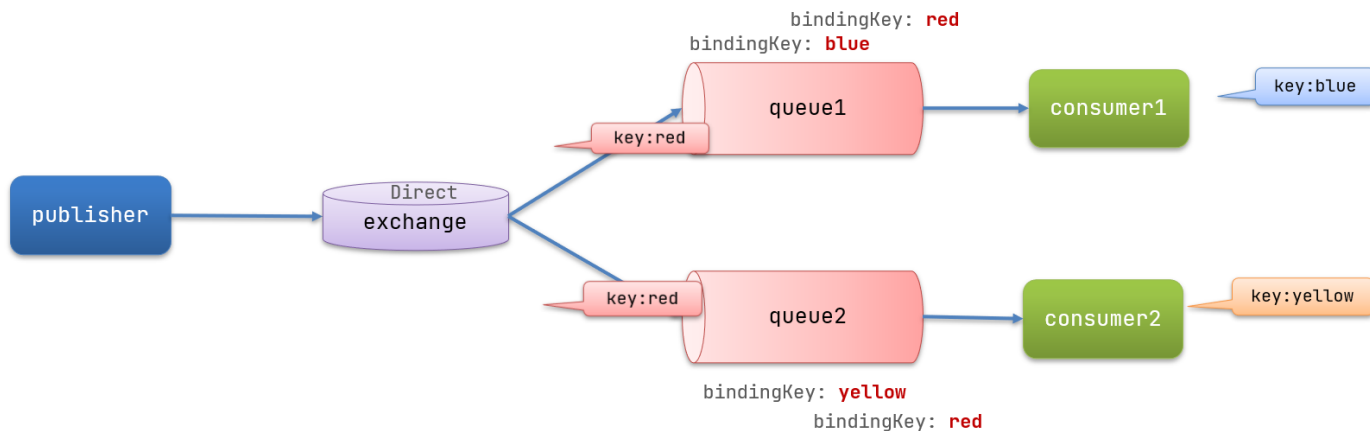 bindingKey: red
bindingKey: blue
queue1
consumer1
key:blue
key:red
publisher
Direct
exchange
key:red
queue2
consumer2
key:yellow
bindingKey: yellow
bindingKey: red